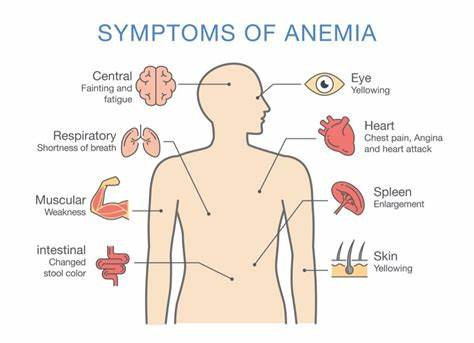 SYMPTOMS OF ANEMIA
Central
Fainting and
fatigue
Respiratory
Shortness of breath
Muscular
Weakness
intestinal
Changed
stool color
Eye
Yellowing
Heart
Chest pain, Angina
and heart attack
Spleen
Enlargement
Skin
Yellowing